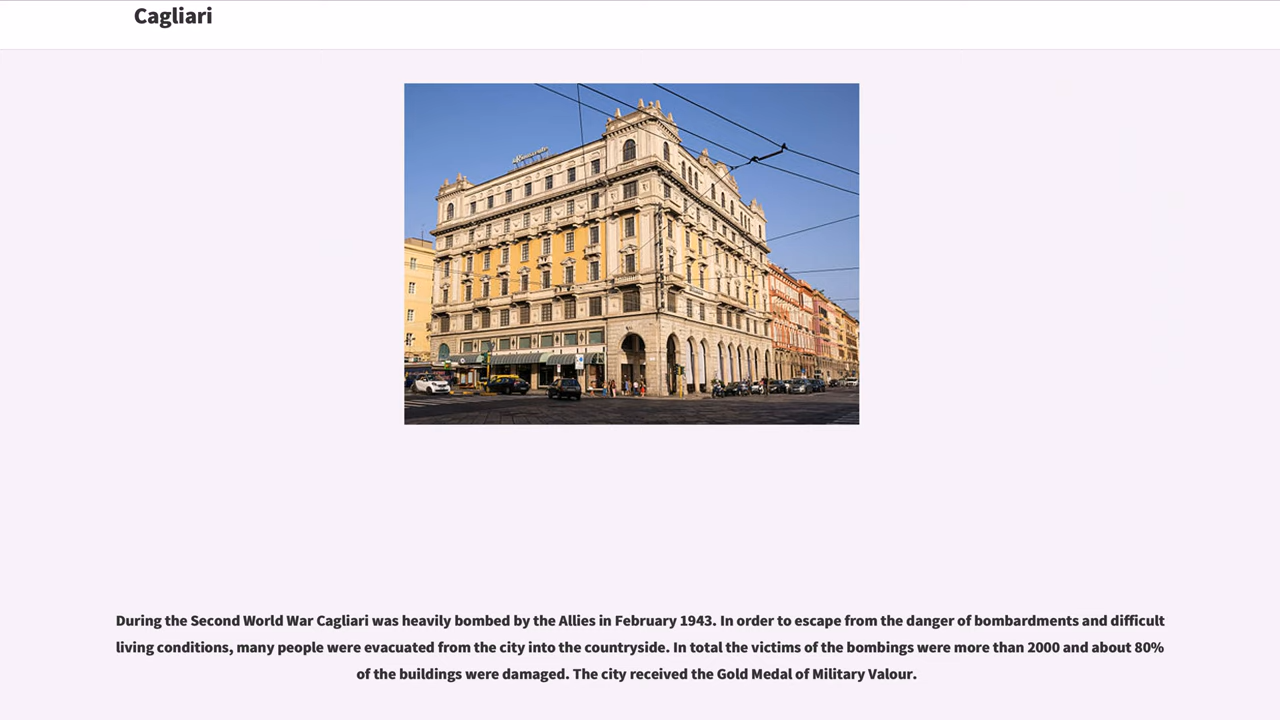 Cagliari
During the Second World War Cagliari was heavily bombed by the Allies in February 1943. In order to escape from the danger of bombardments and difficult
living conditions, many people were evacuated from the city into the countryside. In total the victims of the bombings were more than 2000 and about 80%
of the buildings were damaged. The city received the Gold Medal of Military Valour.